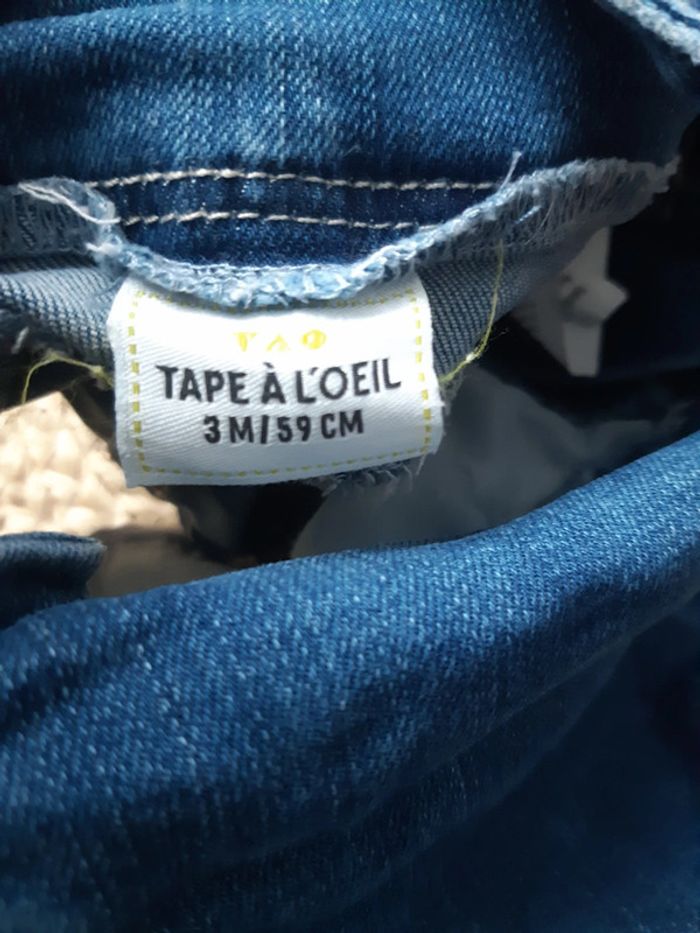 TAO
TAPE À L'OEIL
3 M/59 CM